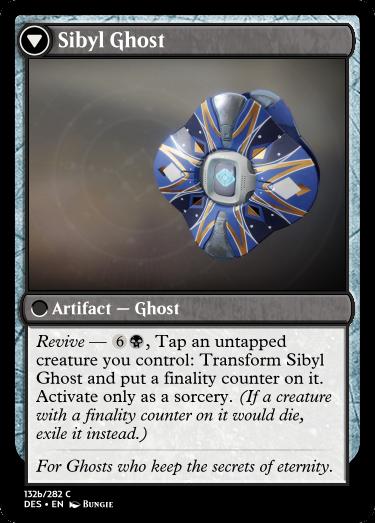 Sibyl Ghost
Artifact — Ghost
Revive — 6, Tap an untapped
creature you control: Transform Sibyl
Ghost and put a finality counter on it.
Activate only as a sorcery. (If a creature
with a finality counter on it would die,
exile it instead.)
For Ghosts who keep the secrets of eternity.
132b/282 C
DES • EN Bungie